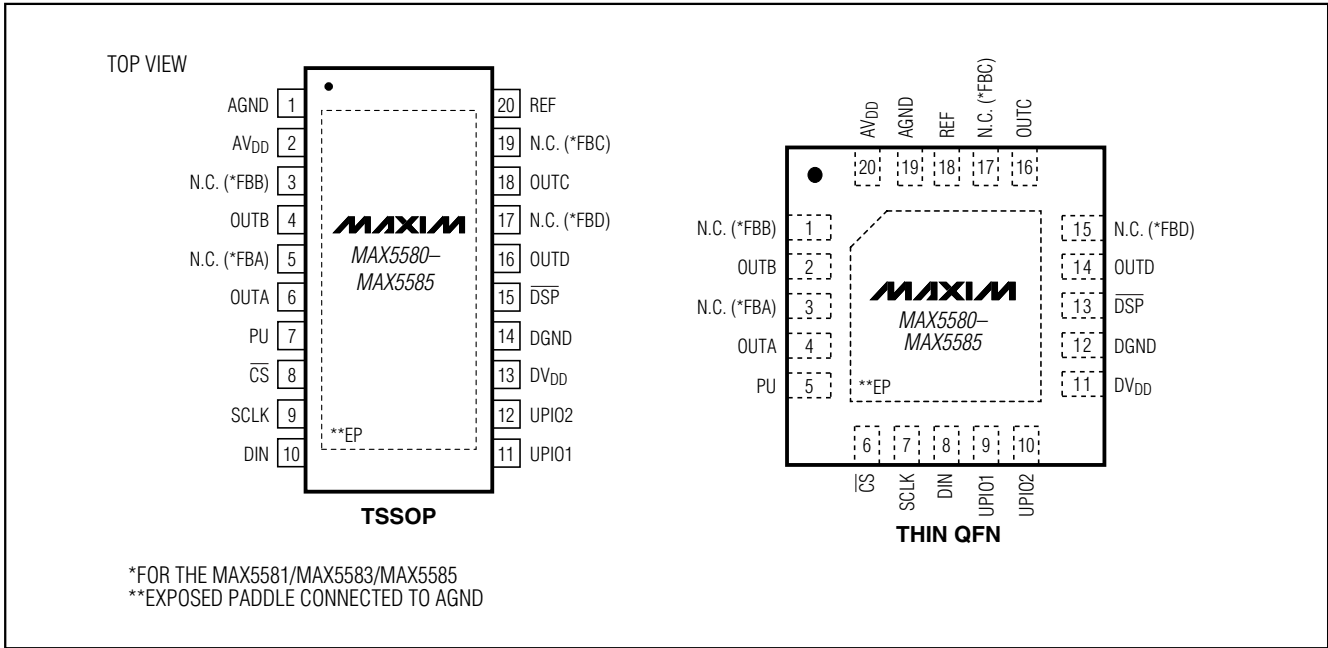 TOP VIEW
AGND 1
AVDD 2
N.C. (*FBB) 3
OUTB 4
N.C. (*FBA) 5
OUTA 6
PU 7
C̅S̅ 8
SCLK 9
DIN 10
MAXIM
MAX5580–
MAX5585
**EP
20 REF
19 N.C. (*FBC)
18 OUTC
17 N.C. (*FBD)
16 OUTD
15 D̅S̅P̅
14 DGND
13 DVDD
12 UPIO2
11 UPIO1
TSSOP
AVDD
AGND
REF
N.C. (*FBC)
OUTC
20 19 18 17 16
N.C. (*FBB) 1
OUTB 2
N.C. (*FBA) 3
OUTA 4
PU 5
MAXIM
MAX5580–
MAX5585
**EP
15 N.C. (*FBD)
14 OUTD
13 D̅S̅P̅
12 DGND
11 DVDD
6 7 8 9 10
C̅S̅
SCLK
DIN
UPIO1
UPIO2
THIN QFN
*FOR THE MAX5581/MAX5583/MAX5585
**EXPOSED PADDLE CONNECTED TO AGND